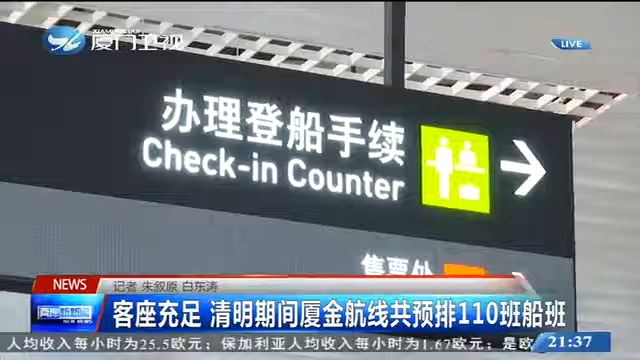 厦门卫视
LIVE
办理登船手续
Check-in Counter
售票处
NEWS
记者 朱叙原 白东涛
客座充足 清明期间厦金航线共预排110班船班
人均收入每小时为25.5欧元；保加利亚人均收入每小时为1.67欧元；是欧
21:37